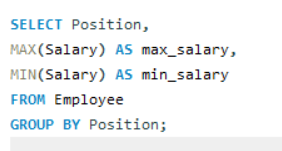 SELECT Position,
MAX(Salary) AS max_salary,
MIN(Salary) AS min_salary
FROM Employee
GROUP BY Position;